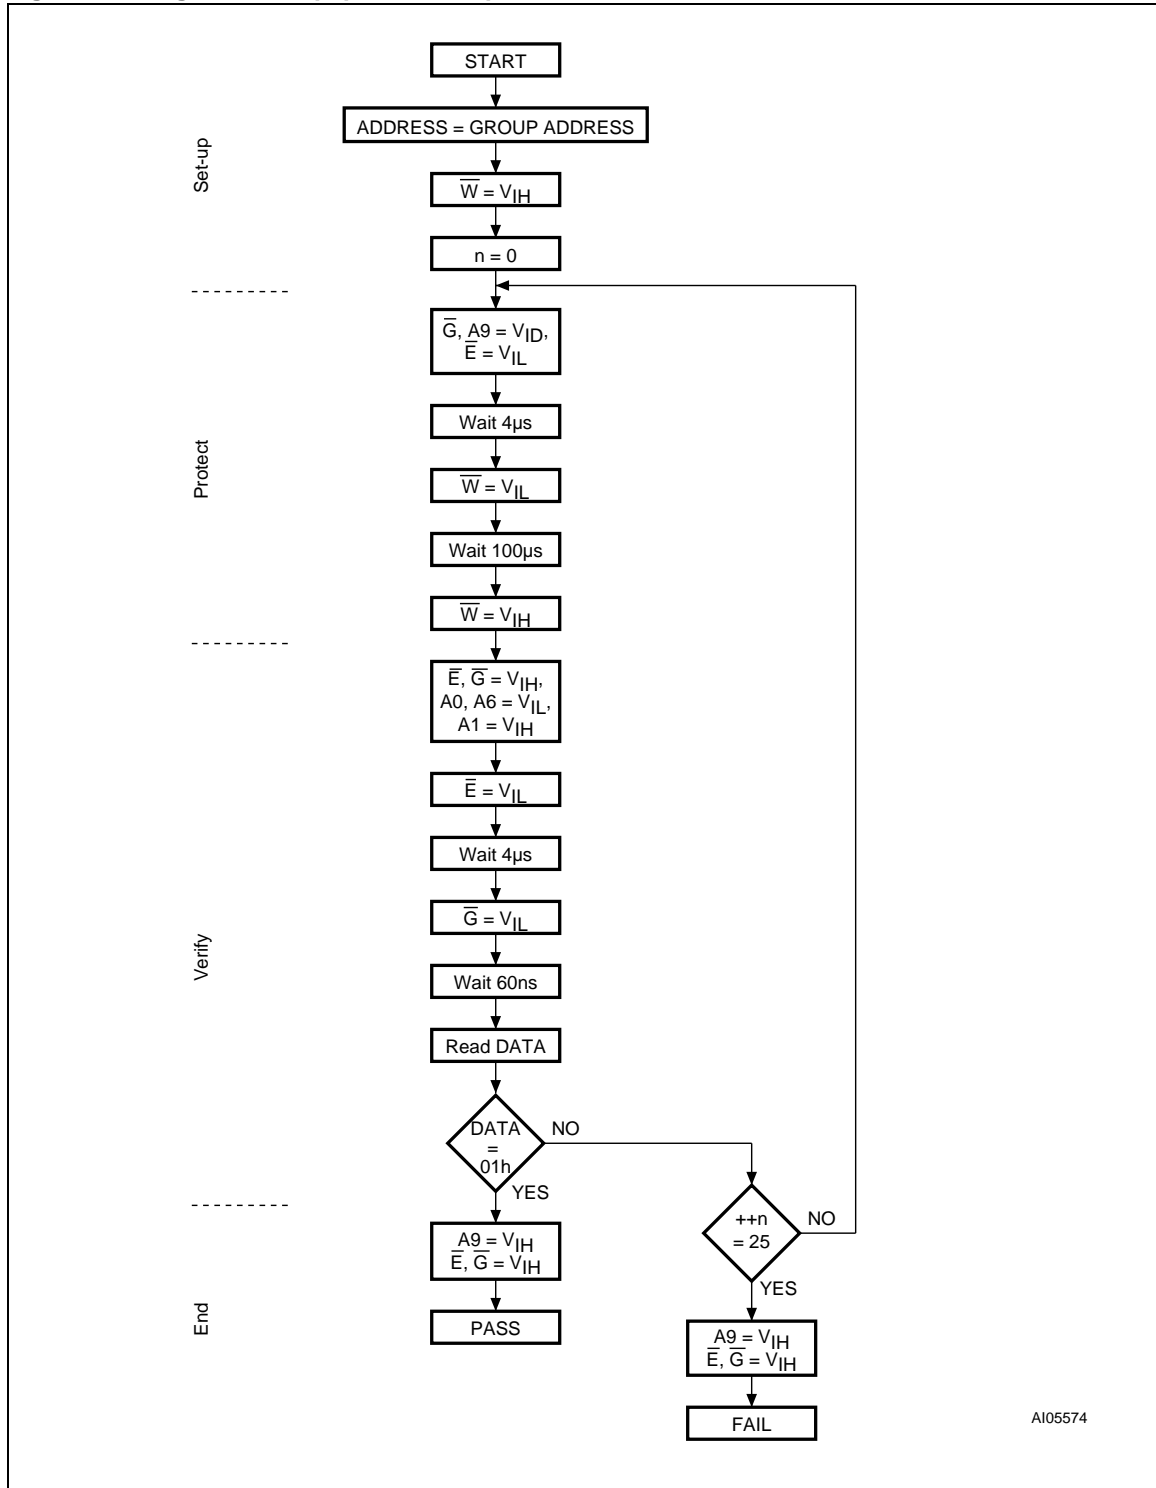 START
ADDRESS = GROUP ADDRESS
Set-up
W̅ = VIH
n = 0
G̅, A9 = VID,
E̅ = VIL
Wait 4µs
Protect
W̅ = VIL
Wait 100µs
W̅ = VIH
E̅, G̅ = VIH,
A0, A6 = VIL,
A1 = VIH
E̅ = VIL
Wait 4µs
G̅ = VIL
Verify
Wait 60ns
Read DATA
DATA
=
01h
NO
YES
++n
= 25
NO
YES
A9 = VIH
E̅, G̅ = VIH
End
PASS
A9 = VIH
E̅, G̅ = VIH
FAIL
AI05574